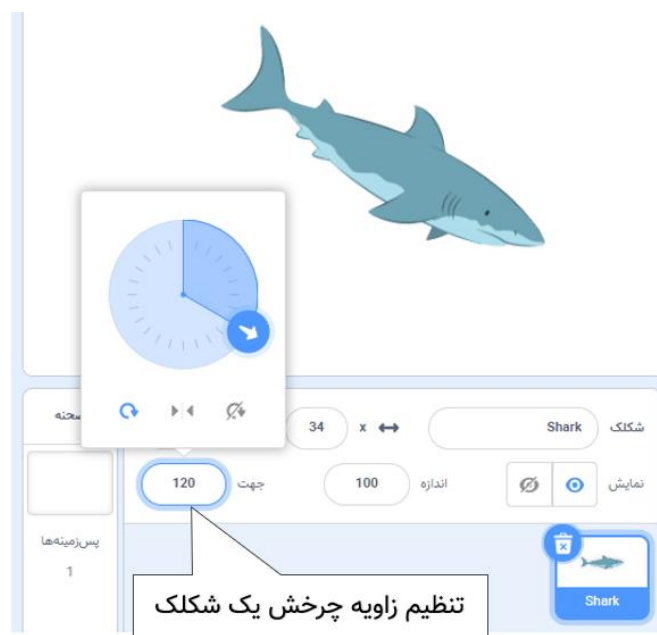 شکلک Shark x 34
صحنه
نمایش اندازه 100 جهت 120
پس‌زمینه‌ها
1
Shark
تنظیم زاویه چرخش یک شکلک